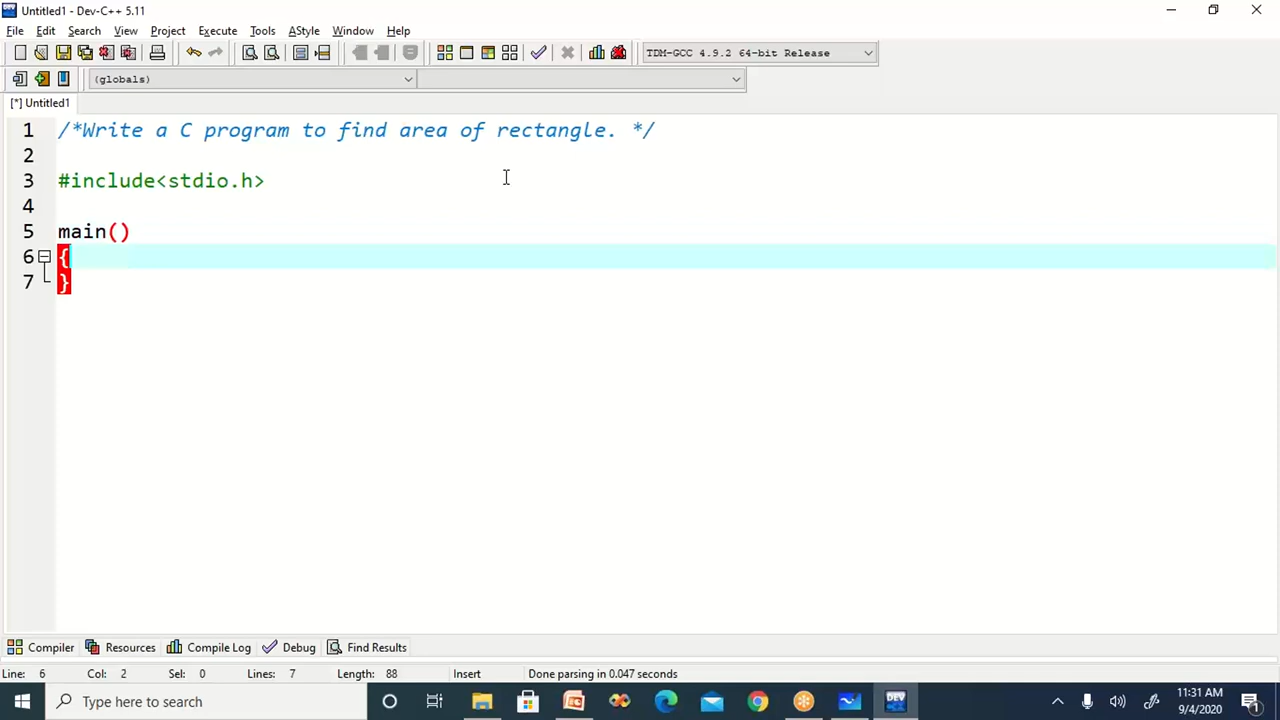 Untitled1 - Dev-C++ 5.11
File Edit Search View Project Execute Tools AStyle Window Help
TDM-GCC 4.9.2 64-bit Release
(globals)
[*] Untitled1
1 /*Write a C program to find area of rectangle. */
2
3 #include<stdio.h>
4
5 main()
6 {
7 }
Compiler Resources Compile Log Debug Find Results
Line: 6 Col: 2 Sel: 0 Lines: 7 Length: 88 Insert Done parsing in 0.047 seconds
Type here to search
DEV
11:31 AM
9/4/2020
1